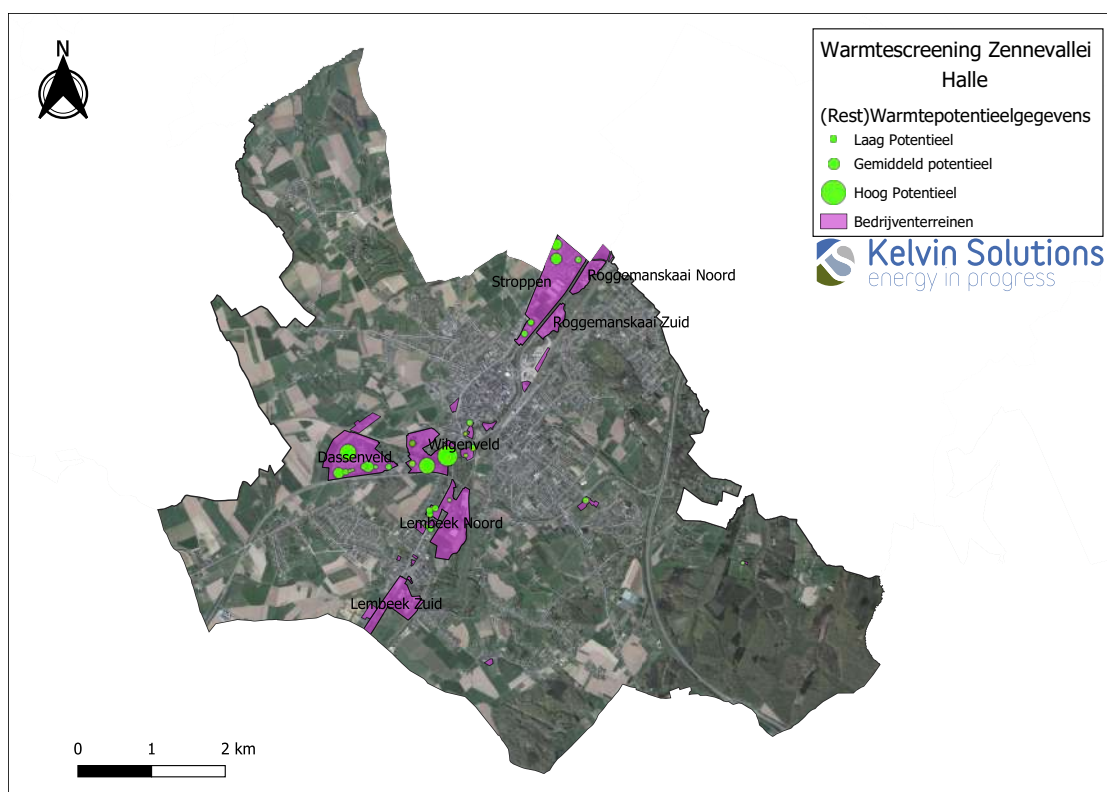 N
Warmtescreening Zennevallei
Halle
(Rest)Warmtepotentieelgegevens
Laag Potentieel
Gemiddeld potentieel
Hoog Potentieel
Bedrijventerreinen
Kelvin Solutions
energy in progress
Stroppen
Roggemanskaai Noord
Roggemanskaai Zuid
Wilgenveld
Dassenveld
Lembeek Noord
Lembeek Zuid
0 1 2 km